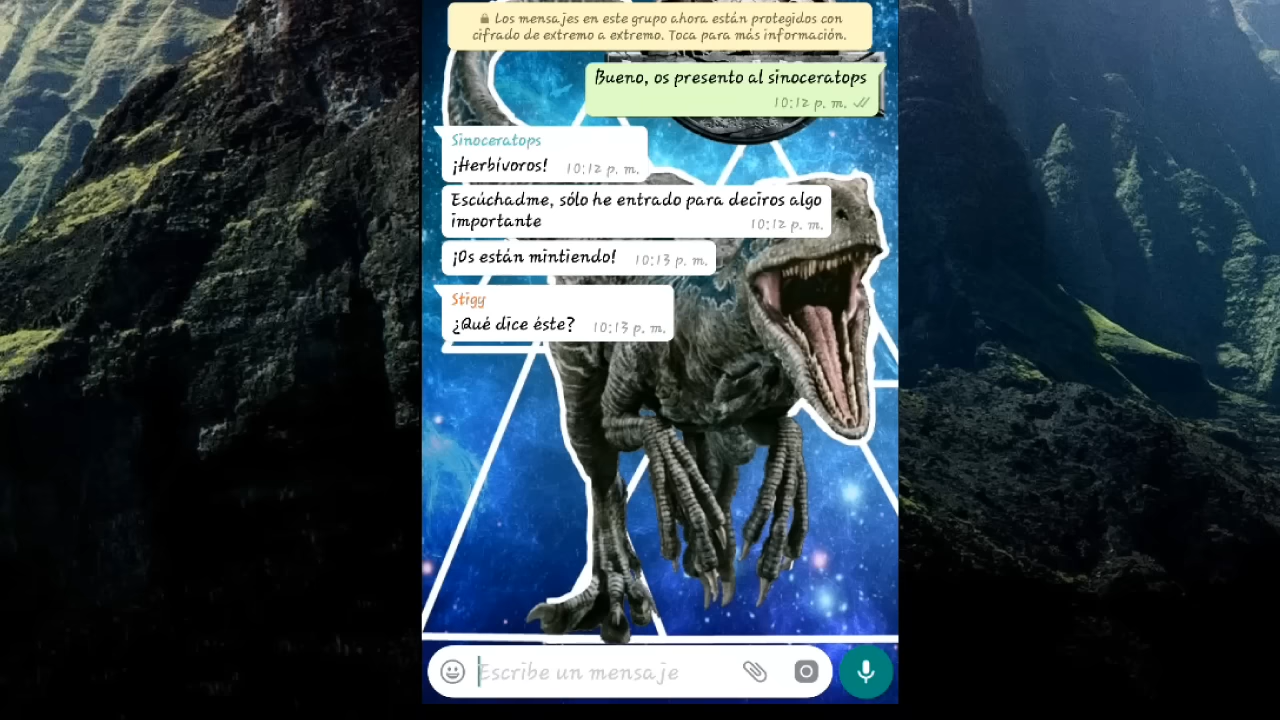 Los mensajes en este grupo ahora están protegidos con
cifrado de extremo a extremo. Toca para más información.
Bueno, os presento al sinoceratops
10:12 p. m.
Sinoceratops
¡Herbívoros! 10:12 p. m.
Escúchadme, sólo he entrado para deciros algo
importante 10:12 p. m.
¡Os están mintiendo! 10:13 p. m.
Stigy
¿Qué dice éste? 10:13 p. m.
Escribe un mensaje